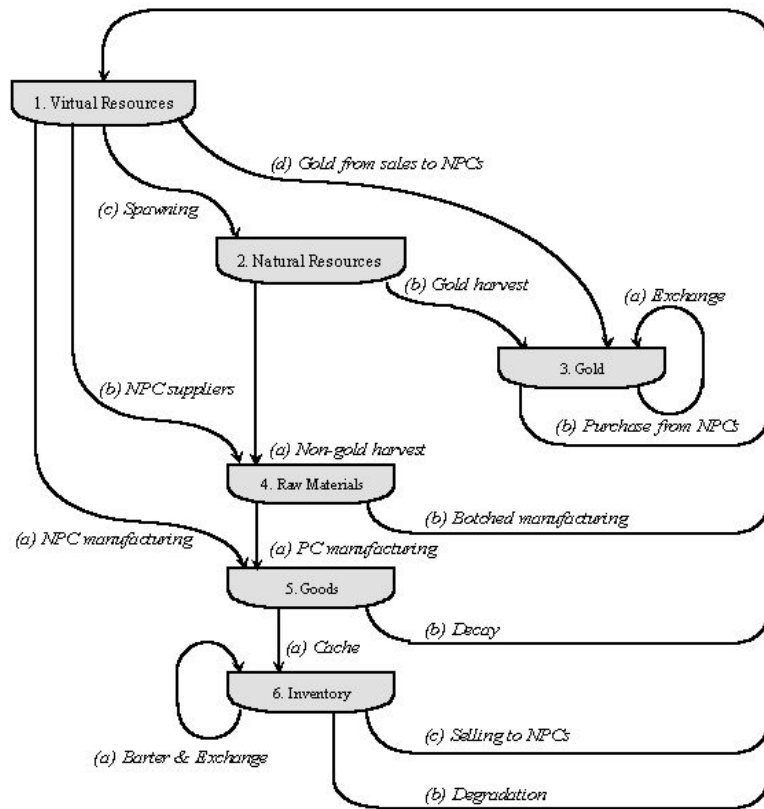 1. Virtual Resources
(d) Gold from sales to NPCs
(c) Spawning
2. Natural Resources
(b) Gold harvest
(a) Exchange
3. Gold
(b) NPC suppliers
(b) Purchase from NPCs
(a) Non-gold harvest
4. Raw Materials
(b) Botched manufacturing
(a) NPC manufacturing
(a) PC manufacturing
5. Goods
(b) Decay
(a) Cache
6. Inventory
(c) Selling to NPCs
(a) Barter & Exchange
(b) Degradation